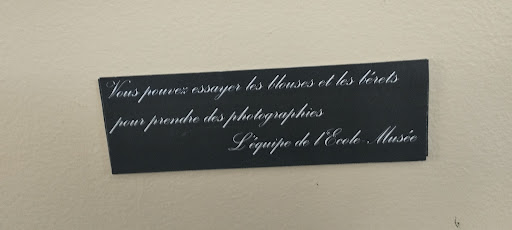 Vous pouvez essayer les blouses et les bérets
pour prendre des photographies
L'équipe de l'Ecole Musée